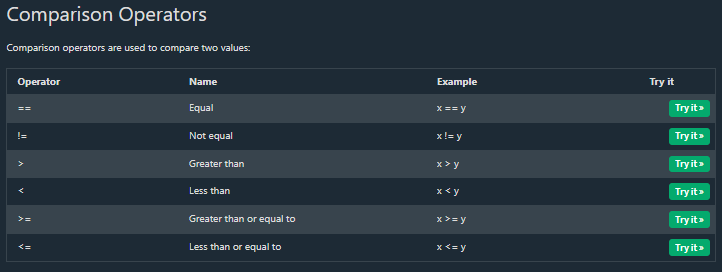 Comparison Operators
Comparison operators are used to compare two values:
Operator Name Example Try it
== Equal x == y Try it »
!= Not equal x != y Try it »
> Greater than x > y Try it »
< Less than x < y Try it »
>= Greater than or equal to x >= y Try it »
<= Less than or equal to x <= y Try it »